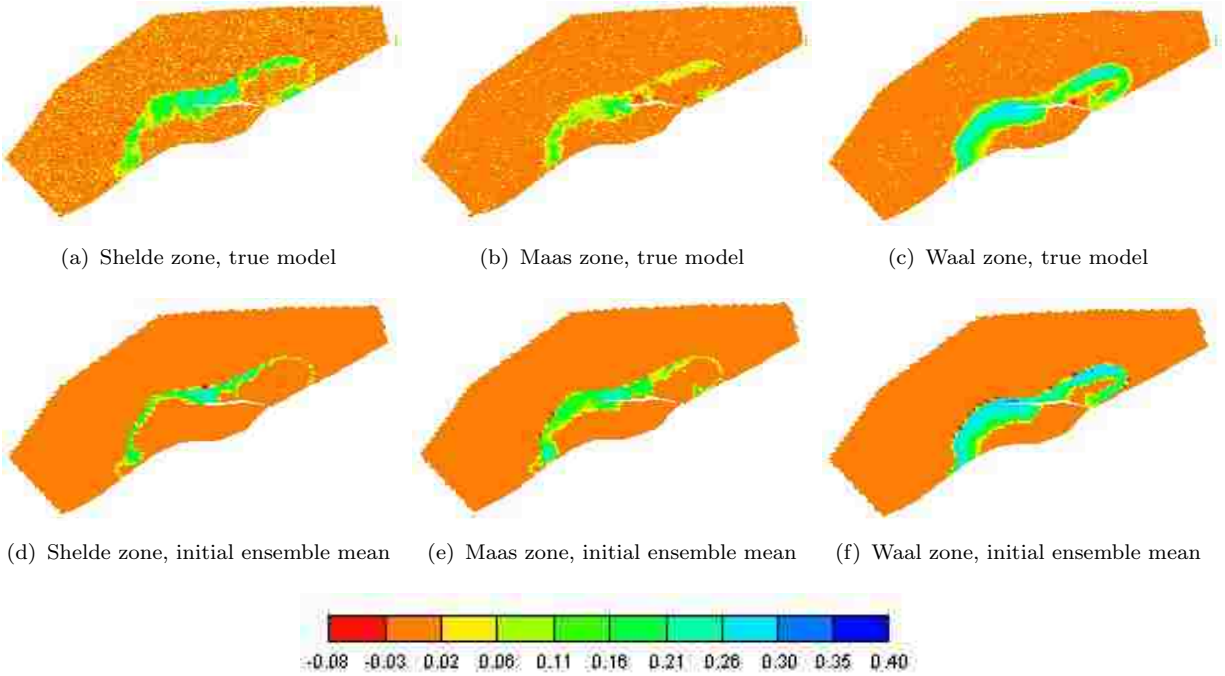 (a) Shelde zone, true model
(b) Maas zone, true model
(c) Waal zone, true model
(d) Shelde zone, initial ensemble mean
(e) Maas zone, initial ensemble mean
(f) Waal zone, initial ensemble mean
-0.08 -0.03 0.02 0.06 0.11 0.16 0.21 0.26 0.30 0.35 0.40